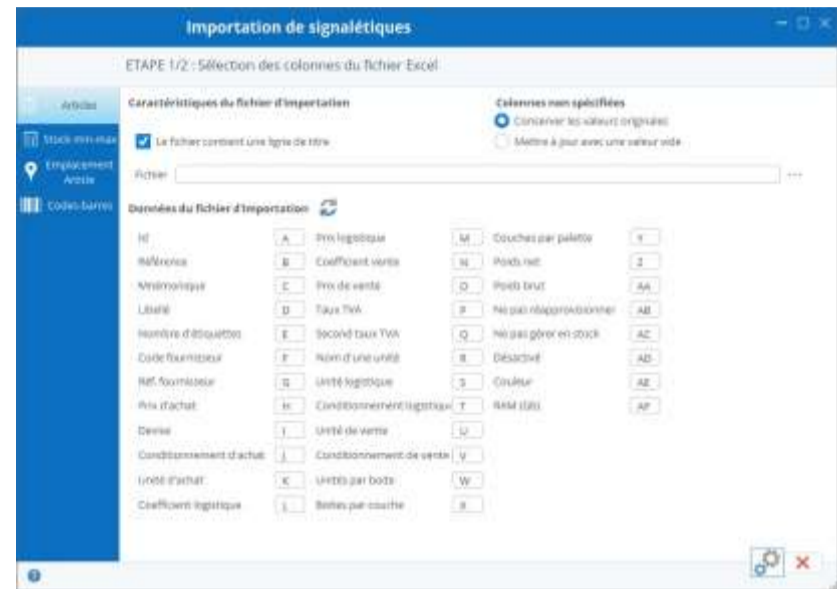 Importation de signalétiques
ETAPE 1/2 : Sélection des colonnes du fichier Excel
Articles
Stock min-max
Emplacement
Article
Codes-barres
Caractéristiques du fichier d'importation
Le fichier contient une ligne de titre
Colonnes non spécifiées
Conserver les valeurs originales
Mettre à jour avec une valeur vide
Fichier ...
Données du fichier d'importation
Id A Prix logistique M Couches par palette Y
Référence B Coefficient vente N Poids net Z
Mnémonique C Prix de vente O Poids brut AA
Libellé D Taux TVA P Ne pas réapprovisionner AB
Nombre d'étiquettes E Second taux TVA Q Ne pas gérer en stock AC
Code fournisseur F Nom d'une unité R Désactivé AD
Réf. fournisseur G Unité logistique S Couleur AE
Prix d'achat H Conditionnement logistique T RAM (Gb) AF
Devise I Unité de vente U
Conditionnement d'achat J Conditionnement de vente V
Unité d'achat K Unités par boite W
Coefficient logistique L Boites par couche X